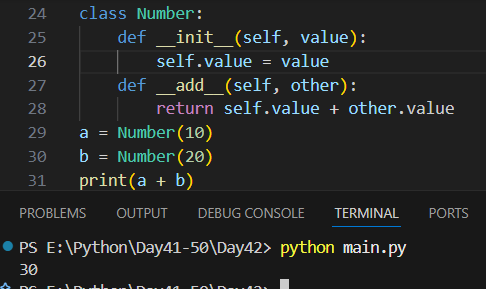 24 class Number:
25     def __init__(self, value):
26         self.value = value
27     def __add__(self, other):
28         return self.value + other.value
29 a = Number(10)
30 b = Number(20)
31 print(a + b)
PROBLEMS OUTPUT DEBUG CONSOLE TERMINAL PORTS
PS E:\Python\Day41-50\Day42> python main.py
30
PS E:\Python\Day41-50\Day42>